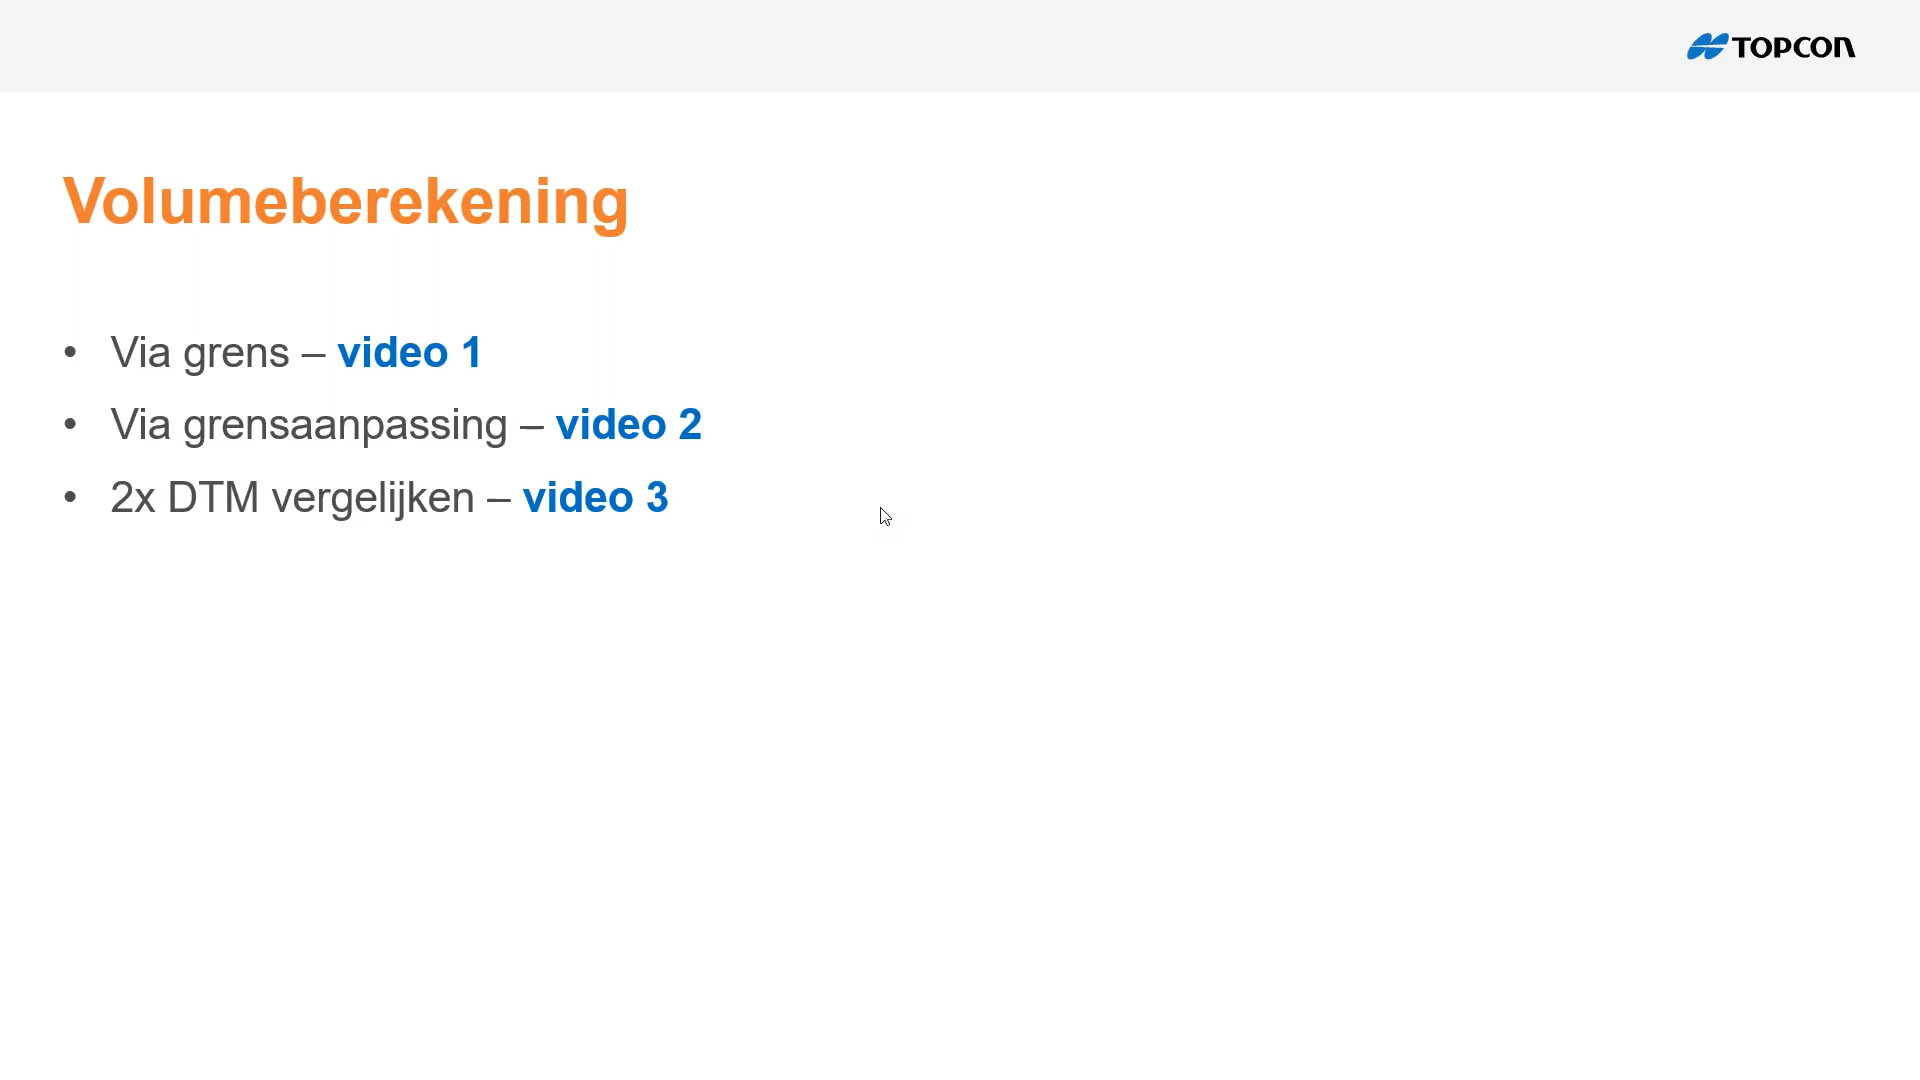 TOPCON
Volumeberekening
• Via grens – video 1
• Via grensaanpassing – video 2
• 2x DTM vergelijken – video 3